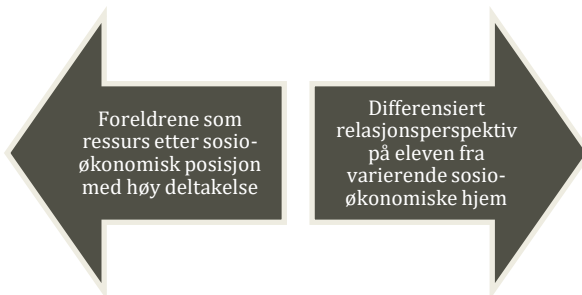 Foreldrene som
ressurs etter sosio-
økonomisk posisjon
med høy deltakelse
Differensiert
relasjonsperspektiv
på eleven fra
varierende sosio-
økonomiske hjem